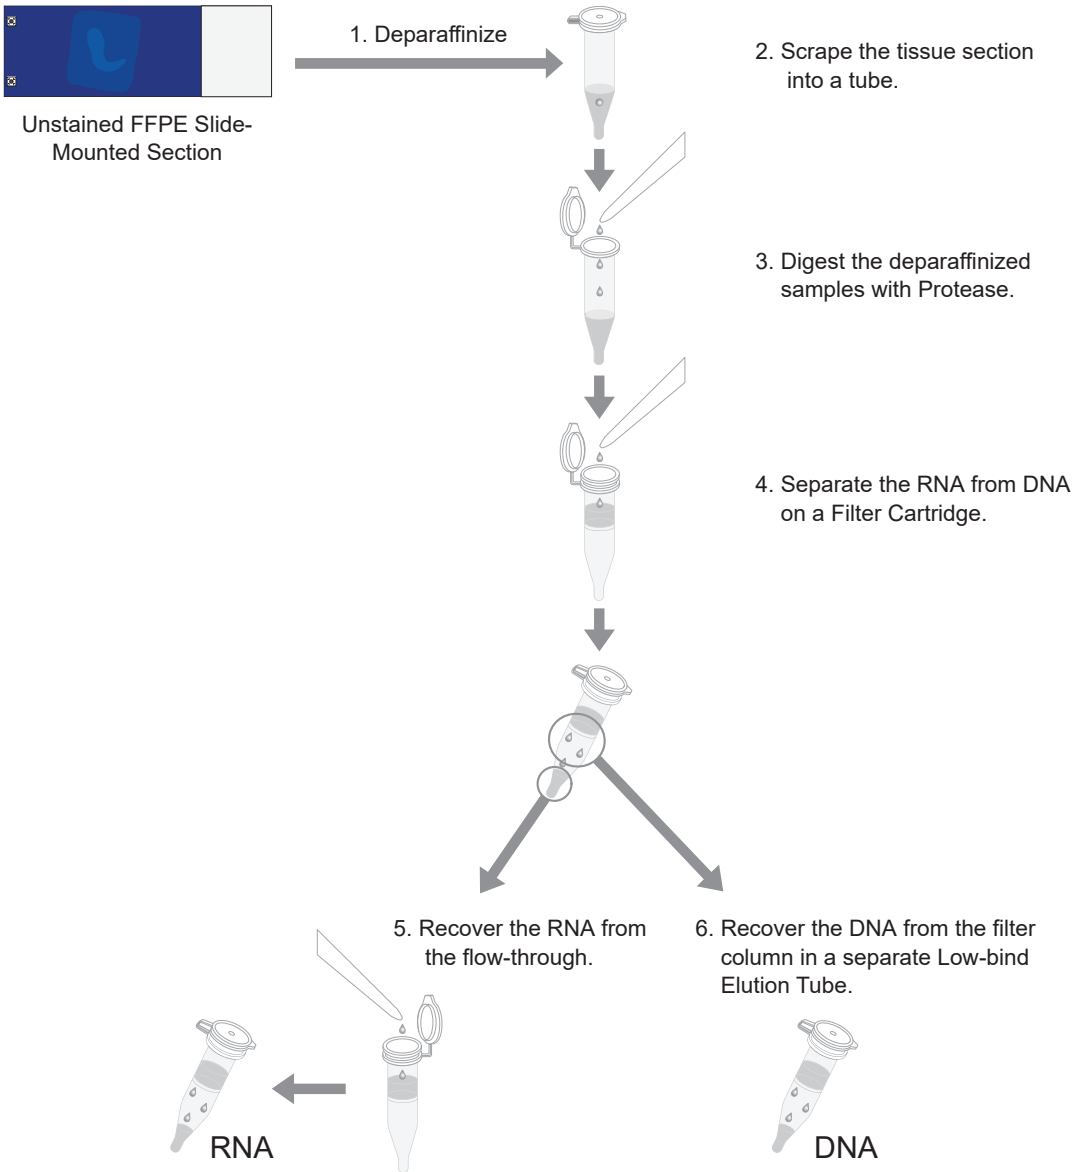 1. Deparaffinize
Unstained FFPE Slide-
Mounted Section
2. Scrape the tissue section
into a tube.
3. Digest the deparaffinized
samples with Protease.
4. Separate the RNA from DNA
on a Filter Cartridge.
5. Recover the RNA from
the flow-through.
6. Recover the DNA from the filter
column in a separate Low-bind
Elution Tube.
RNA
DNA